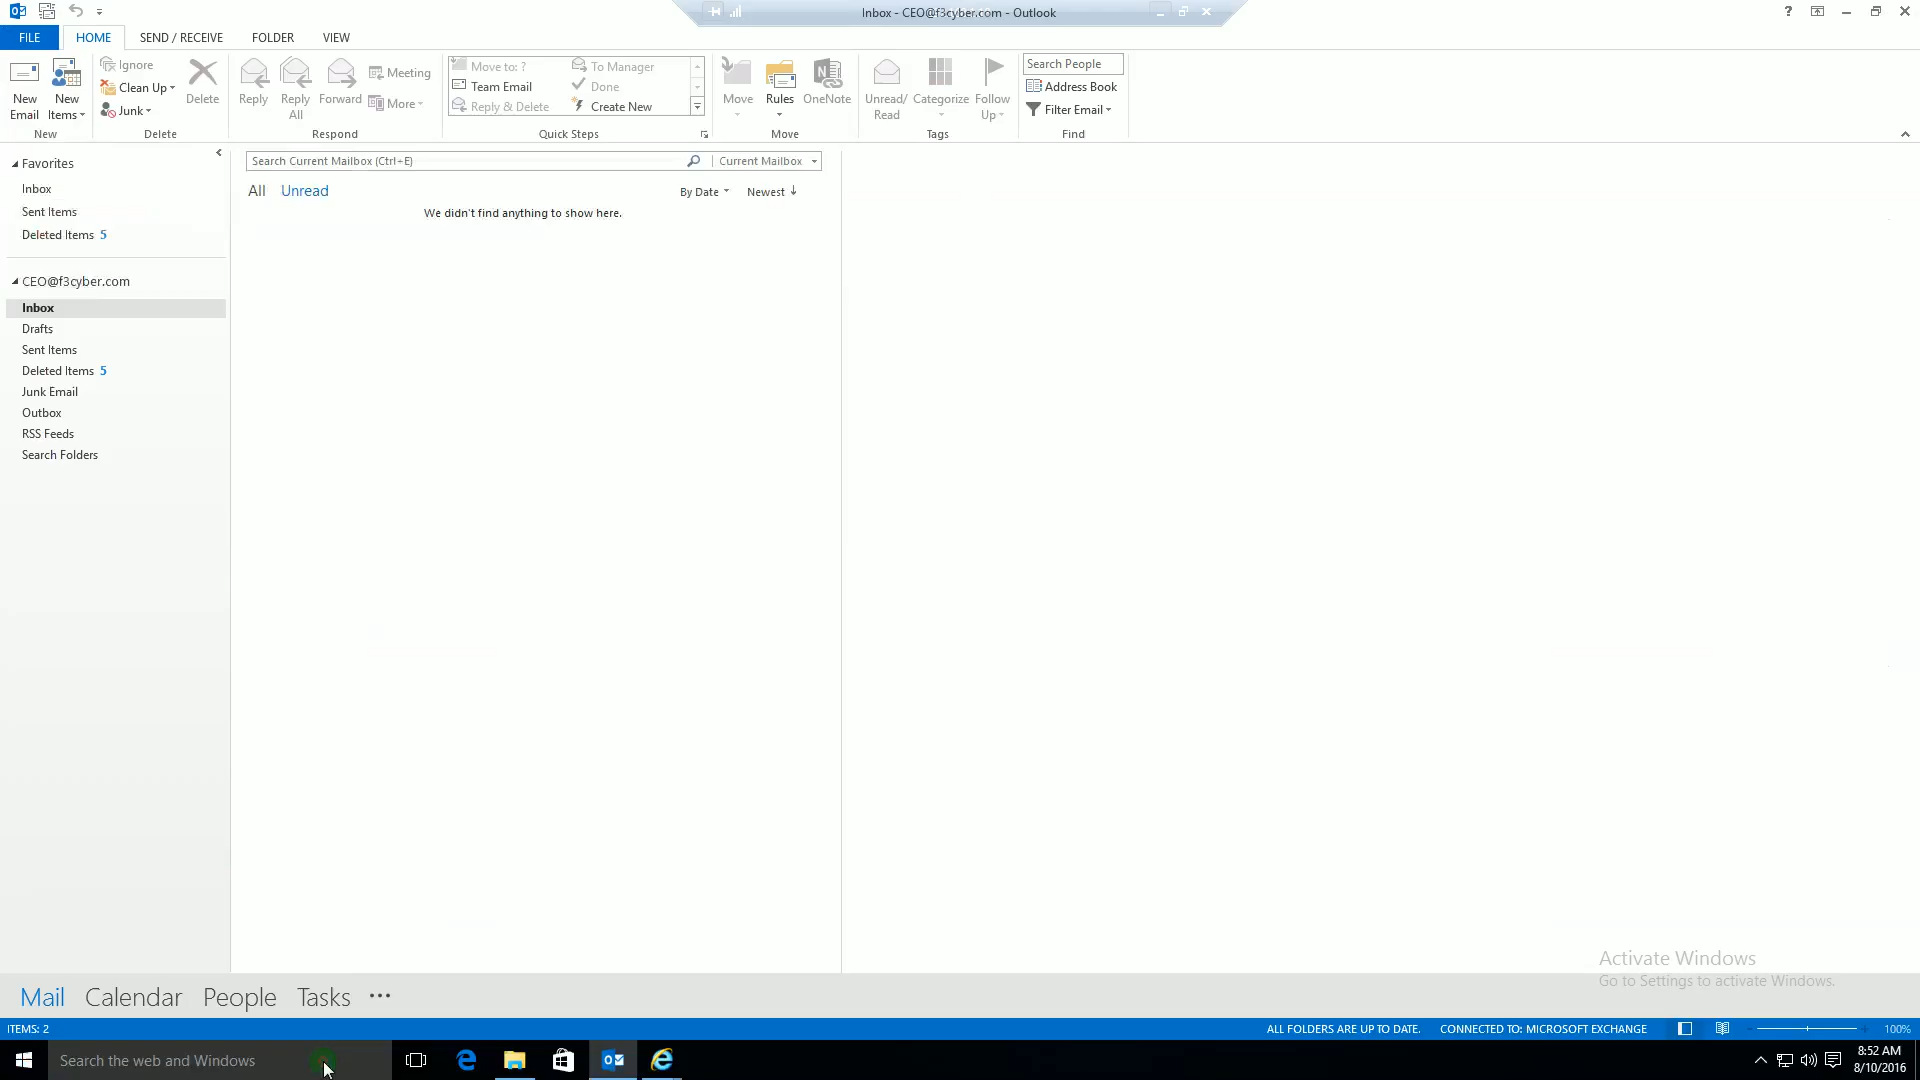 Inbox - CEO@f3cyber.com - Outlook
?
FILE HOME SEND / RECEIVE FOLDER VIEW
New Email
New Items
Ignore
Clean Up
Junk
Delete
Reply
Reply All
Forward
Meeting
More
Move to: ?
Team Email
Reply & Delete
To Manager
Done
Create New
Move
Rules
OneNote
Unread/ Read
Categorize
Follow Up
Search People
Address Book
Filter Email
New Delete Respond Quick Steps Move Tags Find
Favorites
Inbox
Sent Items
Deleted Items 5
CEO@f3cyber.com
Inbox
Drafts
Sent Items
Deleted Items 5
Junk Email
Outbox
RSS Feeds
Search Folders
Search Current Mailbox (Ctrl+E) Current Mailbox
All Unread By Date Newest
We didn't find anything to show here.
Activate Windows
Go to Settings to activate Windows.
Mail Calendar People Tasks ···
ITEMS: 2 ALL FOLDERS ARE UP TO DATE. CONNECTED TO: MICROSOFT EXCHANGE 100%
Search the web and Windows
8:52 AM
8/10/2016